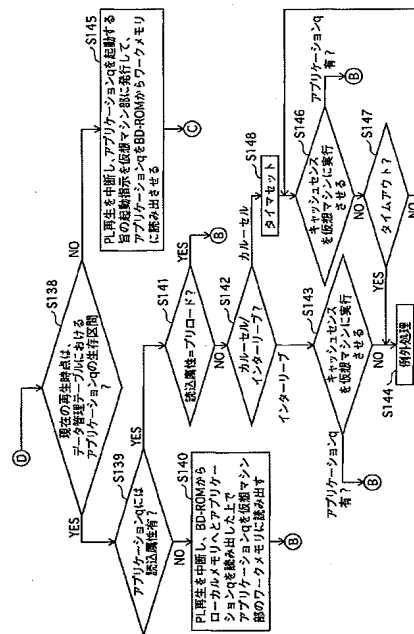 D
S138
現在の再生時点は、
データ管理テーブルにおける
アプリケーションqの生存区間
?
YES
NO
S145
PL再生を中断し、アプリケーションqを起動する
旨の起動指示を仮想マシン部に発行して、
アプリケーションqをBD-ROMからワークメモリ
に読み出させる
C
S139
アプリケーションqには
読込属性有?
YES
NO
S140
PL再生を中断し、BD-ROMから
ローカルメモリへとアプリケー
ションqを読み出した上で
アプリケーションqを仮想マシン
部のワークメモリに読み出す
B
S141
読込属性=プリロード?
YES
B
NO
S142
カルーセル/
インターリーブ?
カルーセル
インターリーブ
S148
タイマセット
S143
キャッシュセンス
を仮想マシンに実行
させる
アプリケーションq
有?
B
NO
S144
例外処理
S146
キャッシュセンス
を仮想マシンに実行
させる
アプリケーションq
有?
B
NO
S147
タイムアウト?
YES
NO